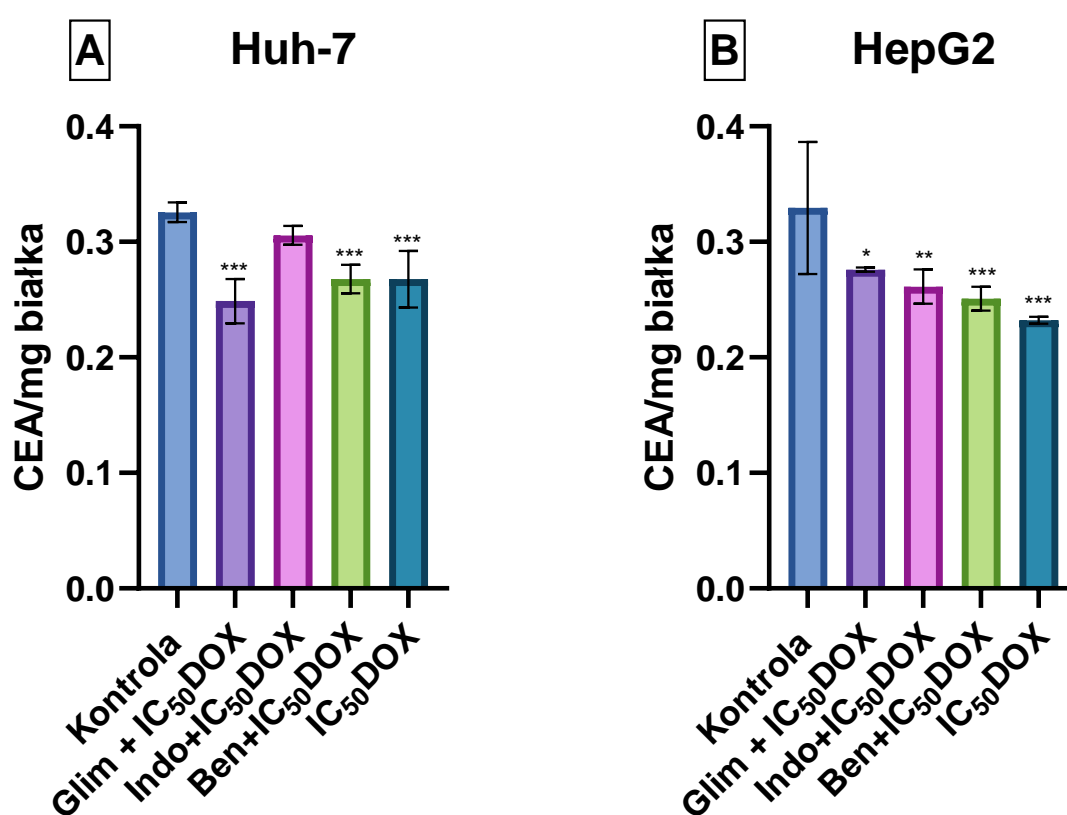 A Huh-7
CEA/mg białka
0.4
0.3
0.2
0.1
0.0
***
***
***
Kontrola
Glim + IC₅₀DOX
Indo+IC₅₀DOX
Ben+IC₅₀DOX
IC₅₀DOX
B HepG2
CEA/mg białka
0.4
0.3
0.2
0.1
0.0
*
**
***
***
Kontrola
Glim + IC₅₀DOX
Indo+IC₅₀DOX
Ben+IC₅₀DOX
IC₅₀DOX